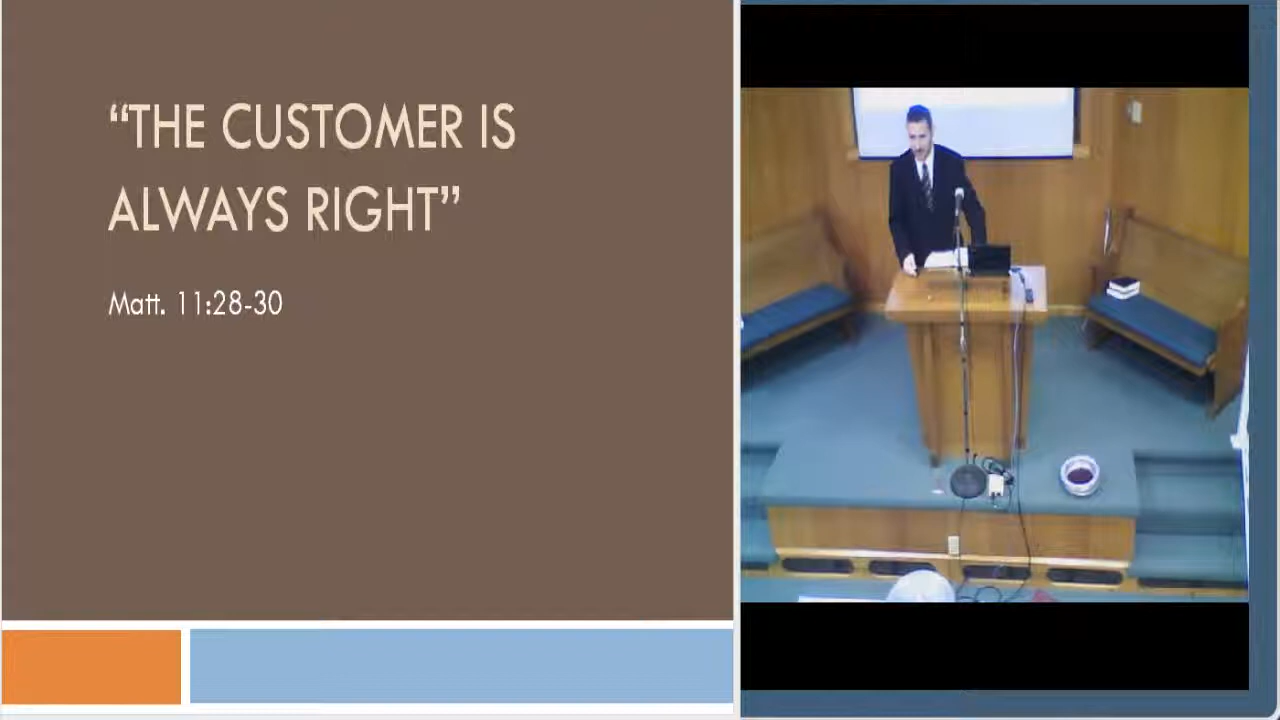 “THE CUSTOMER IS
ALWAYS RIGHT”
Matt. 11:28-30